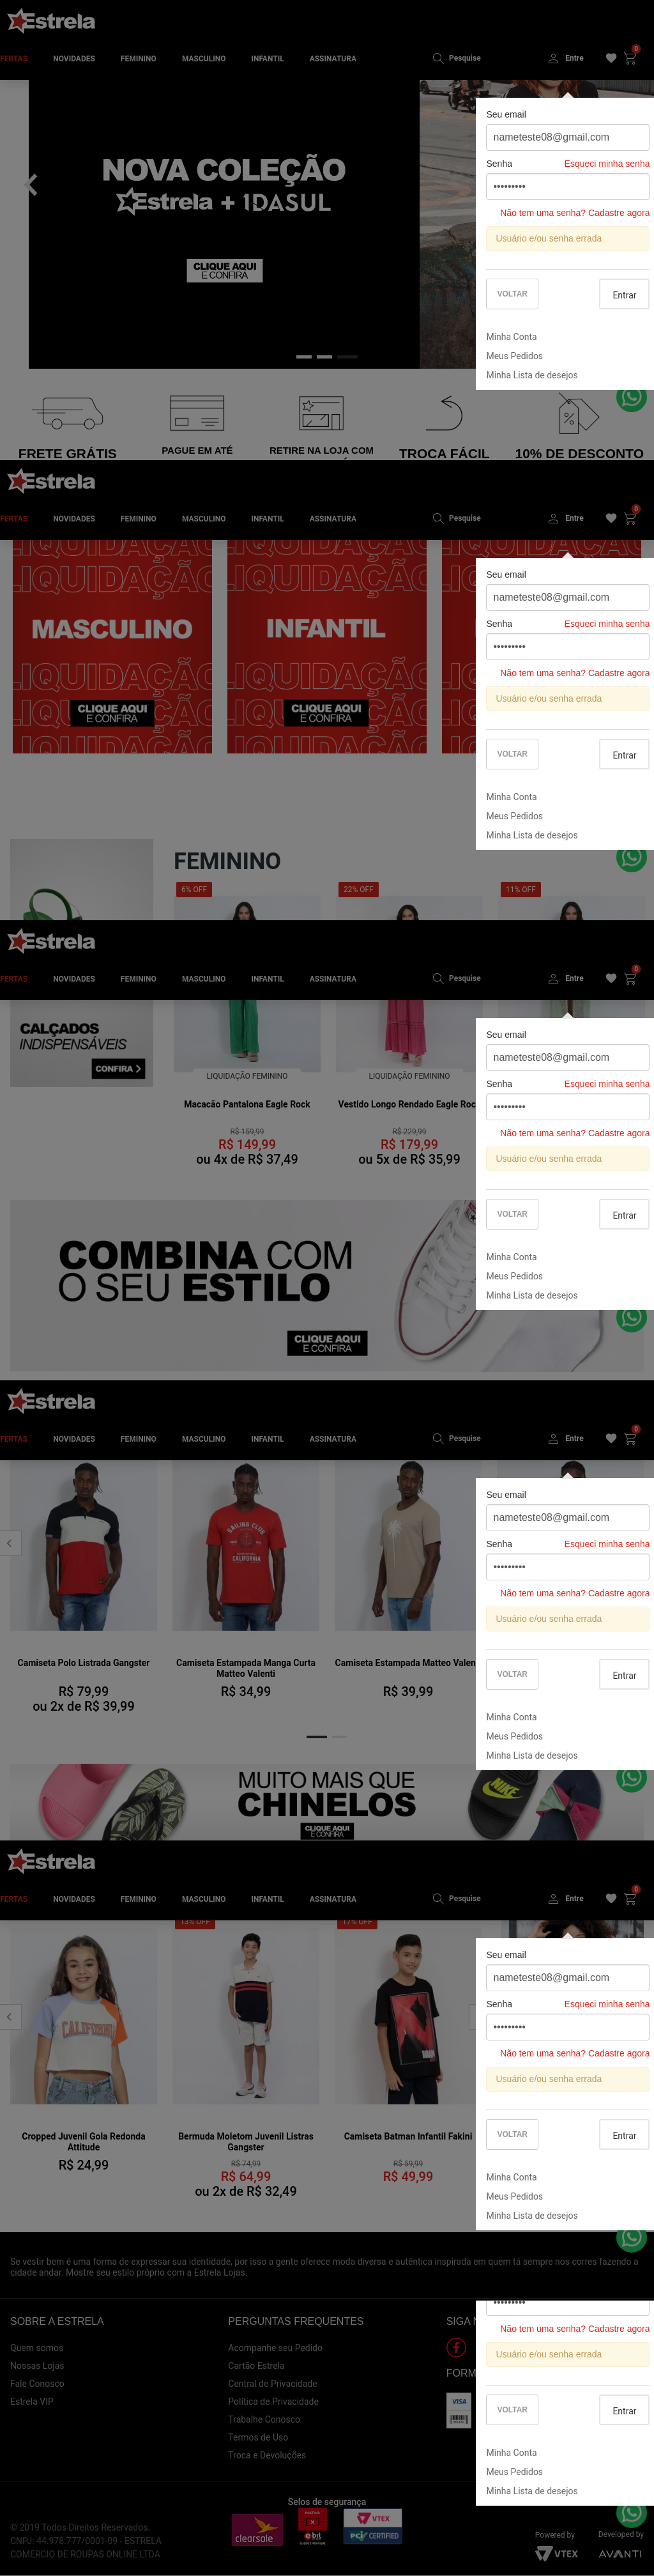 Estrela
FERTAS NOVIDADES FEMININO MASCULINO INFANTIL ASSINATURA Pesquise Entre 0
Seu email
nameteste08@gmail.com
Senha Esqueci minha senha
•••••••••
Não tem uma senha? Cadastre agora
Usuário e/ou senha errada
VOLTAR Entrar
Minha Conta
Meus Pedidos
Minha Lista de desejos
NOVA COLEÇÃO
Estrela + 1DASUL
CLIQUE AQUI
E CONFIRA
FRETE GRÁTIS
PAGUE EM ATÉ
RETIRE NA LOJA COM
TROCA FÁCIL
10% DE DESCONTO
Estrela
FERTAS NOVIDADES FEMININO MASCULINO INFANTIL ASSINATURA Pesquise Entre 0
Seu email
nameteste08@gmail.com
Senha Esqueci minha senha
•••••••••
Não tem uma senha? Cadastre agora
Usuário e/ou senha errada
VOLTAR Entrar
Minha Conta
Meus Pedidos
Minha Lista de desejos
LIQUIDAÇÃO
MASCULINO
LIQUIDAÇÃO
CLIQUE AQUI
E CONFIRA
LIQUIDAÇÃO
INFANTIL
LIQUIDAÇÃO
CLIQUE AQUI
E CONFIRA
FEMININO
6% OFF
22% OFF
11% OFF
Estrela
FERTAS NOVIDADES FEMININO MASCULINO INFANTIL ASSINATURA Pesquise Entre 0
Seu email
nameteste08@gmail.com
Senha Esqueci minha senha
•••••••••
Não tem uma senha? Cadastre agora
Usuário e/ou senha errada
VOLTAR Entrar
Minha Conta
Meus Pedidos
Minha Lista de desejos
CALÇADOS
INDISPENSÁVEIS
CONFIRA
LIQUIDAÇÃO FEMININO
Macacão Pantalona Eagle Rock
R$ 159,99
R$ 149,99
ou 4x de R$ 37,49
LIQUIDAÇÃO FEMININO
Vestido Longo Rendado Eagle Roc
R$ 229,99
R$ 179,99
ou 5x de R$ 35,99
COMBINA COM
O SEU ESTILO
CLIQUE AQUI
E CONFIRA
Estrela
FERTAS NOVIDADES FEMININO MASCULINO INFANTIL ASSINATURA Pesquise Entre 0
Seu email
nameteste08@gmail.com
Senha Esqueci minha senha
•••••••••
Não tem uma senha? Cadastre agora
Usuário e/ou senha errada
VOLTAR Entrar
Minha Conta
Meus Pedidos
Minha Lista de desejos
SAILING CLUB
CALIFORNIA
Camiseta Polo Listrada Gangster
R$ 79,99
ou 2x de R$ 39,99
Camiseta Estampada Manga Curta
Matteo Valenti
R$ 34,99
Camiseta Estampada Matteo Valen
R$ 39,99
MUITO MAIS QUE
CHINELOS
CLIQUE AQUI
E CONFIRA
Estrela
FERTAS NOVIDADES FEMININO MASCULINO INFANTIL ASSINATURA Pesquise Entre 0
Seu email
nameteste08@gmail.com
Senha Esqueci minha senha
•••••••••
Não tem uma senha? Cadastre agora
Usuário e/ou senha errada
VOLTAR Entrar
Minha Conta
Meus Pedidos
Minha Lista de desejos
13% OFF
17% OFF
CALIFORNIA
Cropped Juvenil Gola Redonda
Attitude
R$ 24,99
Bermuda Moletom Juvenil Listras
Gangster
R$ 74,99
R$ 64,99
ou 2x de R$ 32,49
Camiseta Batman Infantil Fakini
R$ 59,99
R$ 49,99
Se vestir bem é uma forma de expressar sua identidade, por isso a gente oferece moda diversa e autêntica inspirada em quem tá sempre nos corres fazendo a
cidade andar. Mostre seu estilo próprio com a Estrela Lojas.
•••••••••
Não tem uma senha? Cadastre agora
Usuário e/ou senha errada
VOLTAR Entrar
Minha Conta
Meus Pedidos
Minha Lista de desejos
SOBRE A ESTRELA
Quem somos
Nossas Lojas
Fale Conosco
Estrela VIP
PERGUNTAS FREQUENTES
Acompanhe seu Pedido
Cartão Estrela
Central de Privacidade
Política de Privacidade
Trabalhe Conosco
Termos de Uso
Troca e Devoluções
SIGA
FORM
VISA
Selos de segurança
clearsale
ebit
VTEX
PCI CERTIFIED
© 2019 Todos Direitos Reservados.
CNPJ: 44.978.777/0001-09 - ESTRELA
COMERCIO DE ROUPAS ONLINE LTDA
Powered by
VTEX
Developed by
AVANTI